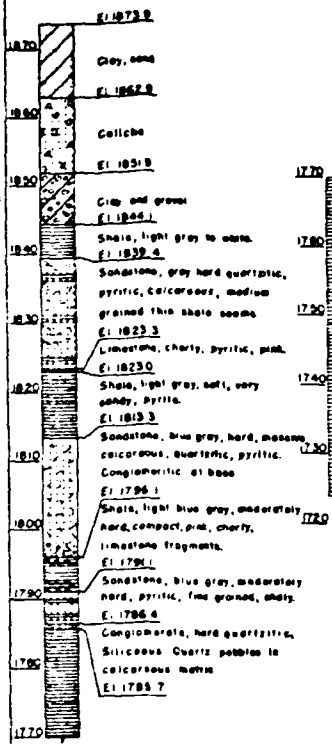 El 1873.9
1870
Clay, sand
El 1862.9
1860
Caliche
El 1851.9
1850
Clay and gravel
El 1844.1
Shale, light gray to white.
1840
El 1839.4
Sandstone, gray hard quartzitic,
pyritic, calcareous, medium
grained thin shale seams.
1830
El 1823.3
Limestone, cherty, pyritic, pink.
El 1823.0
Shale, light gray, soft, very
sandy, pyrite.
1820
El 1813.3
Sandstone, blue gray, hard, massive
calcareous, quartzitic, pyritic.
1810
Conglomeritic at base
El 1796.1
1800
Shale, light blue gray, moderately
hard, compact, pink, cherty,
limestone fragments.
El 1791.1
1790
Sandstone, blue gray, moderately
hard, pyritic, fine grained, shaly.
El 1786.4
Conglomerate, hard quartzitic,
Siliceous Quartz pebbles in
calcareous matrix
1780
El 1785.7
1770
1770
1760
1750
1740
1730
1720